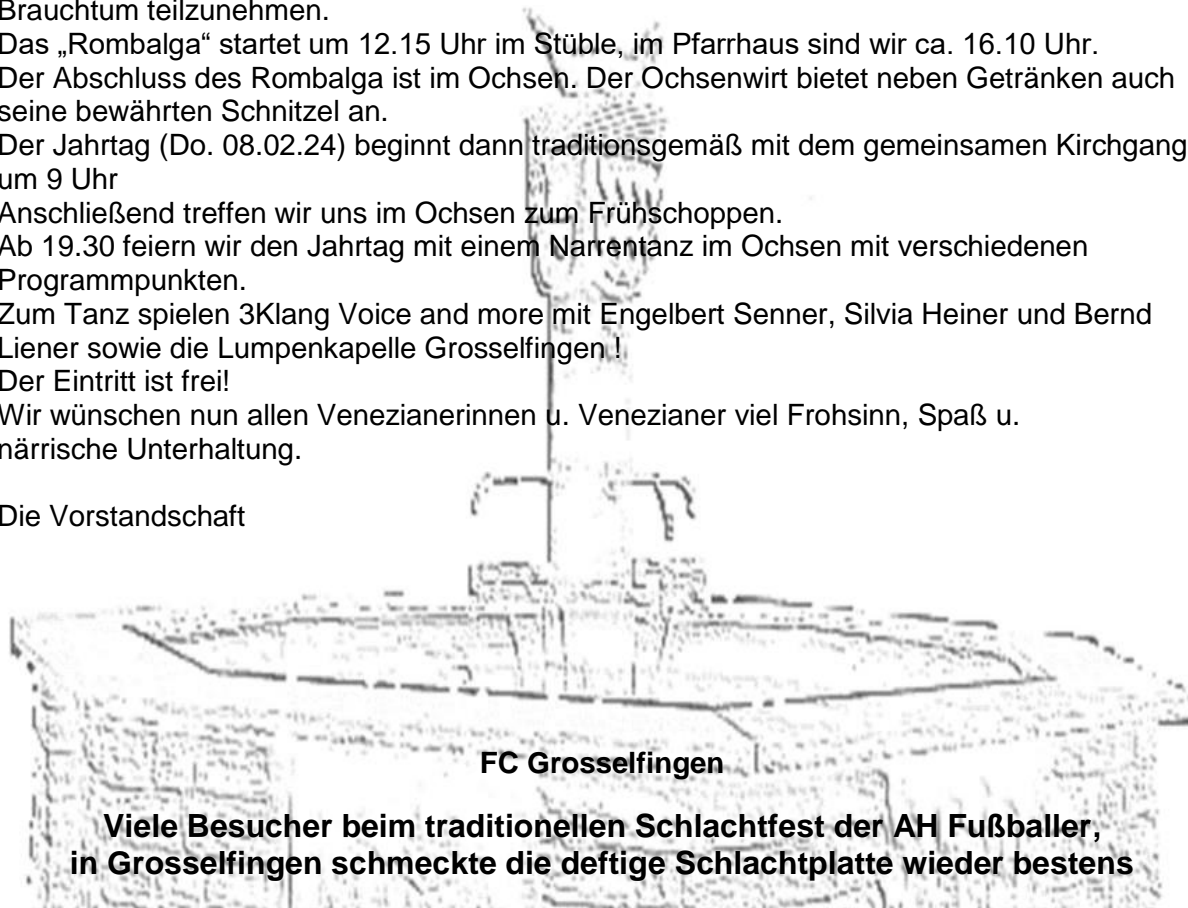 Brauchtum teilzunehmen.
Das „Rombalga“ startet um 12.15 Uhr im Stüble, im Pfarrhaus sind wir ca. 16.10 Uhr.
Der Abschluss des Rombalga ist im Ochsen. Der Ochsenwirt bietet neben Getränken auch
seine bewährten Schnitzel an.
Der Jahrtag (Do. 08.02.24) beginnt dann traditionsgemäß mit dem gemeinsamen Kirchgang
um 9 Uhr
Anschließend treffen wir uns im Ochsen zum Frühschoppen.
Ab 19.30 feiern wir den Jahrtag mit einem Narrentanz im Ochsen mit verschiedenen
Programmpunkten.
Zum Tanz spielen 3Klang Voice and more mit Engelbert Senner, Silvia Heiner und Bernd
Liener sowie die Lumpenkapelle Grosselfingen !
Der Eintritt ist frei!
Wir wünschen nun allen Venezianerinnen u. Venezianer viel Frohsinn, Spaß u.
närrische Unterhaltung.
Die Vorstandschaft
FC Grosselfingen
Viele Besucher beim traditionellen Schlachtfest der AH Fußballer,
in Grosselfingen schmeckte die deftige Schlachtplatte wieder bestens